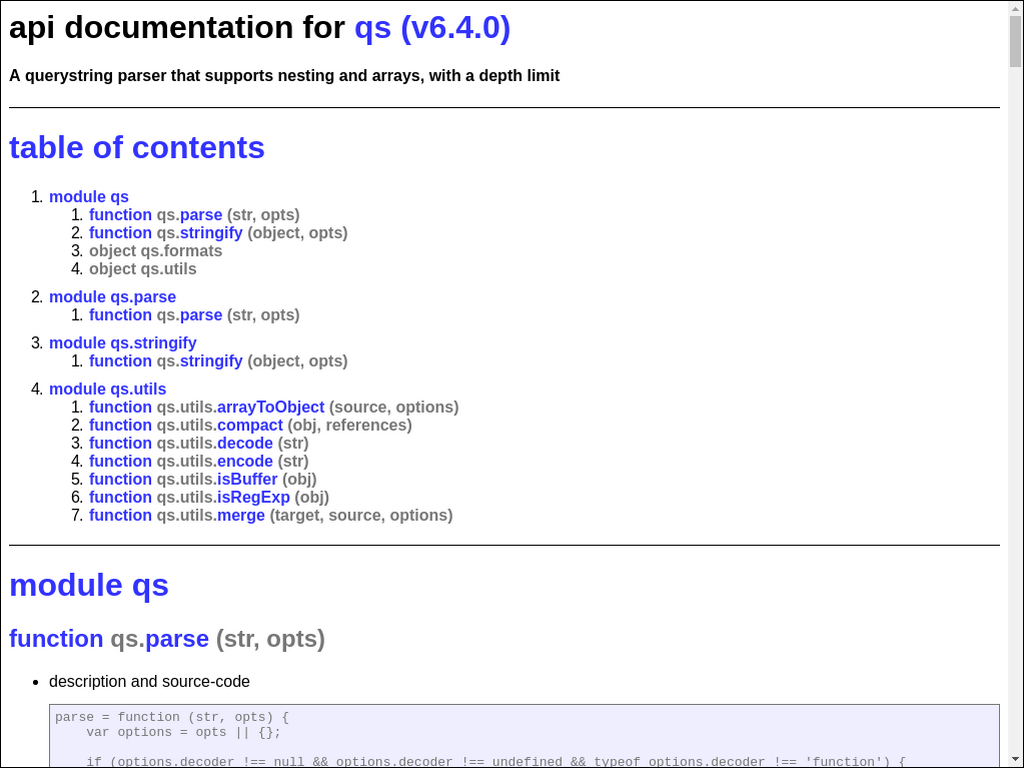 api documentation for qs (v6.4.0)
A querystring parser that supports nesting and arrays, with a depth limit
table of contents
1. module qs
1. function qs.parse (str, opts)
2. function qs.stringify (object, opts)
3. object qs.formats
4. object qs.utils
2. module qs.parse
1. function qs.parse (str, opts)
3. module qs.stringify
1. function qs.stringify (object, opts)
4. module qs.utils
1. function qs.utils.arrayToObject (source, options)
2. function qs.utils.compact (obj, references)
3. function qs.utils.decode (str)
4. function qs.utils.encode (str)
5. function qs.utils.isBuffer (obj)
6. function qs.utils.isRegExp (obj)
7. function qs.utils.merge (target, source, options)
module qs
function qs.parse (str, opts)
• description and source-code
parse = function (str, opts) {
    var options = opts || {};
    if (options.decoder !== null && options.decoder !== undefined && typeof options.decoder !== 'function') {